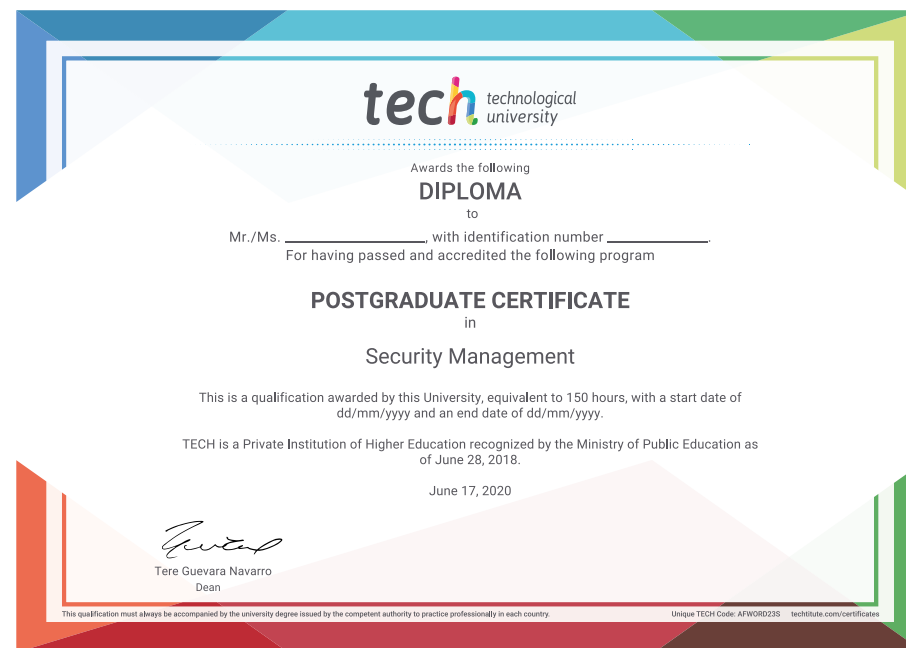 tech technological
university
Awards the following
DIPLOMA
to
Mr./Ms. ____________________, with identification number ______________.
For having passed and accredited the following program
POSTGRADUATE CERTIFICATE
in
Security Management
This is a qualification awarded by this University, equivalent to 150 hours, with a start date of
dd/mm/yyyy and an end date of dd/mm/yyyy.
TECH is a Private Institution of Higher Education recognized by the Ministry of Public Education as
of June 28, 2018.
June 17, 2020
Tere Guevara Navarro
Dean
This qualification must always be accompanied by the university degree issued by the competent authority to practice professionally in each country. Unique TECH Code: AFWORD23S techtitute.com/certificates